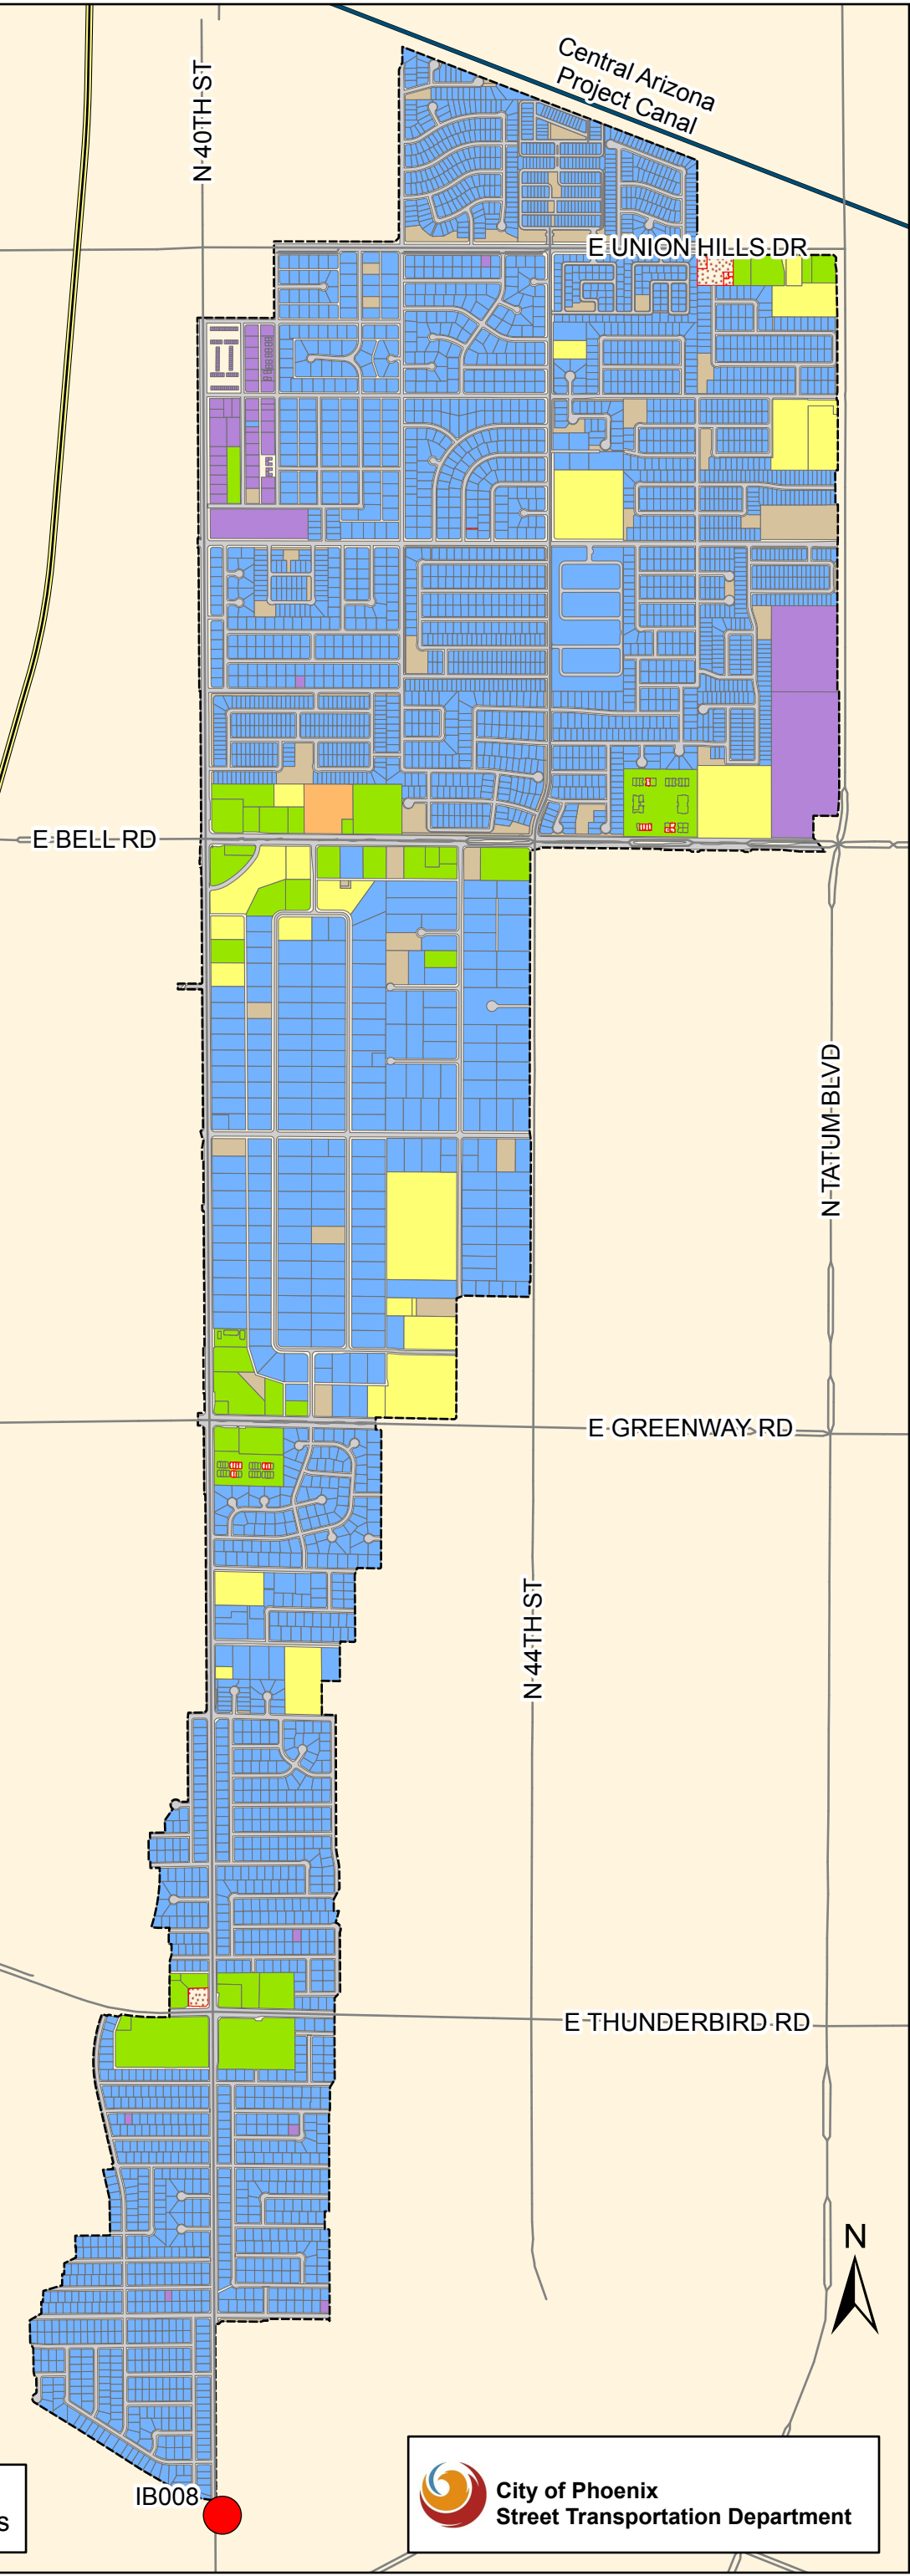 Central Arizona
Project Canal
N 40TH ST
E UNION HILLS DR
E BELL RD
N TATUM BLVD
E GREENWAY RD
N 44TH ST
E THUNDERBIRD RD
N
IB008
s
City of Phoenix
Street Transportation Department